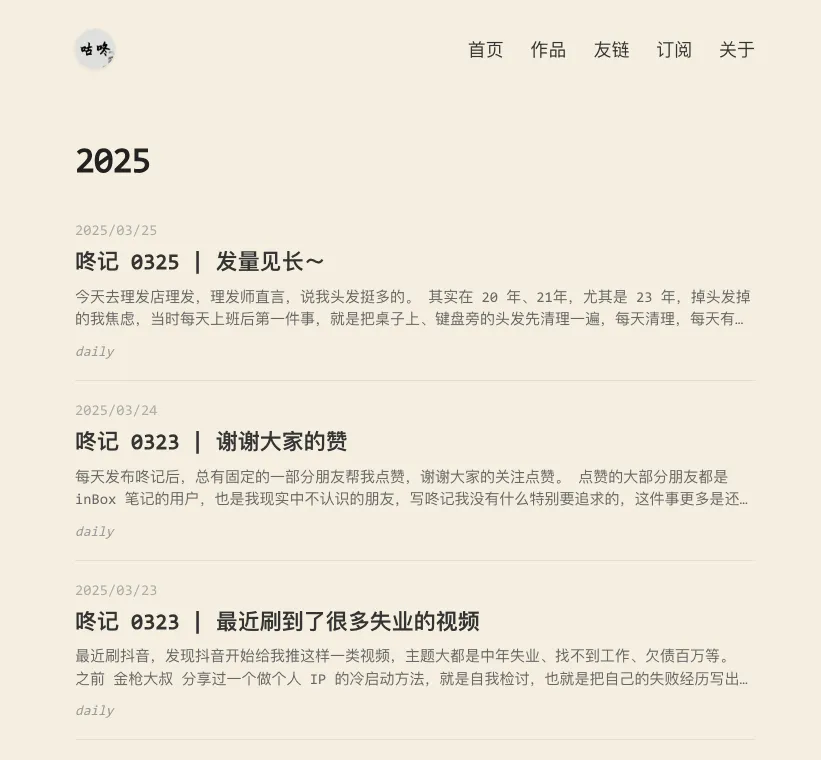 咕咚
首页 作品 友链 订阅 关于
2025
2025/03/25
咚记 0325 | 发量见长～
今天去理发店理发，理发师直言，说我头发挺多的。 其实在 20 年、21年，尤其是 23 年，掉头发掉
的我焦虑，当时每天上班后第一件事，就是把桌子上、键盘旁的头发先清理一遍，每天清理，每天有…
daily
2025/03/24
咚记 0323 | 谢谢大家的赞
每天发布咚记后，总有固定的一部分朋友帮我点赞，谢谢大家的关注点赞。 点赞的大部分朋友都是
inBox 笔记的用户，也是我现实中不认识的朋友，写咚记我没有什么特别要追求的，这件事更多是还…
daily
2025/03/23
咚记 0323 | 最近刷到了很多失业的视频
最近刷抖音，发现抖音开始给我推这样一类视频，主题大都是中年失业、找不到工作、欠债百万等。
之前 金枪大叔 分享过一个做个人 IP 的冷启动方法，就是自我检讨，也就是把自己的失败经历写出…
daily